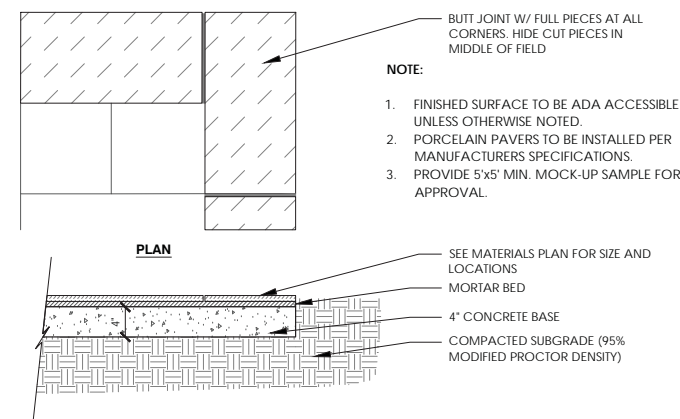 BUTT JOINT W/ FULL PIECES AT ALL
CORNERS. HIDE CUT PIECES IN
MIDDLE OF FIELD
NOTE:
1. FINISHED SURFACE TO BE ADA ACCESSIBLE
UNLESS OTHERWISE NOTED.
2. PORCELAIN PAVERS TO BE INSTALLED PER
MANUFACTURERS SPECIFICATIONS.
3. PROVIDE 5'x5' MIN. MOCK-UP SAMPLE FOR
APPROVAL.
PLAN
SEE MATERIALS PLAN FOR SIZE AND
LOCATIONS
MORTAR BED
4"
4" CONCRETE BASE
COMPACTED SUBGRADE (95%
MODIFIED PROCTOR DENSITY)